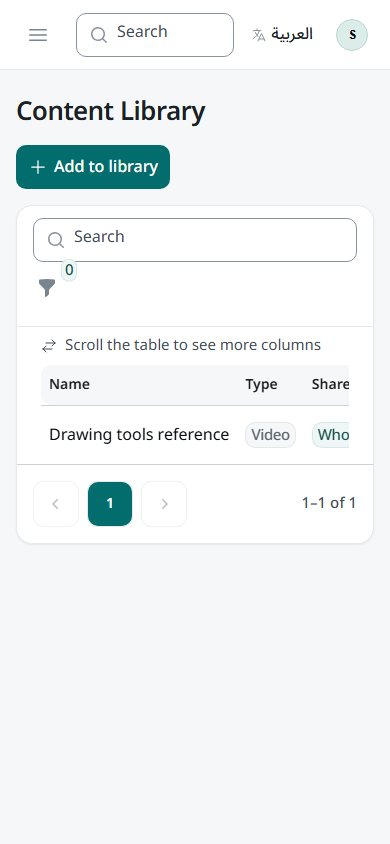 Search
العربية
S
Content Library
Add to library
Search
0
Scroll the table to see more columns
Name Type Share
Drawing tools reference Video Who
1
1–1 of 1